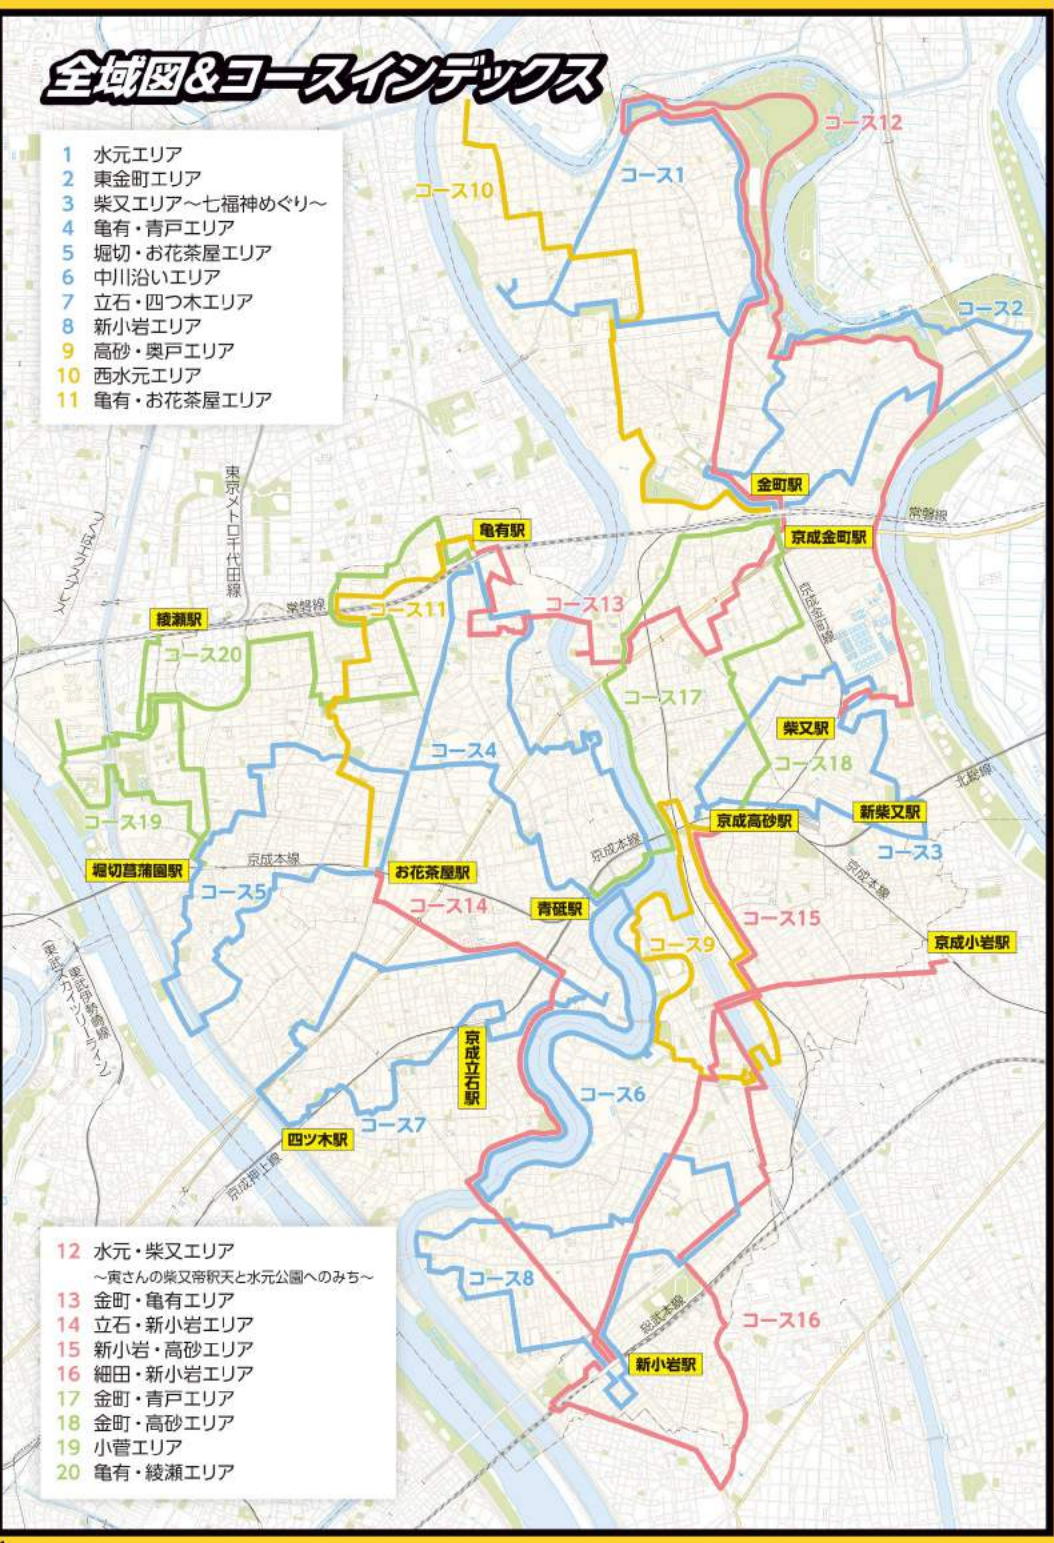 全域図&コースインデックス
1 水元エリア
2 東金町エリア
3 柴又エリア～七福神めぐり～
4 亀有・青戸エリア
5 堀切・お花茶屋エリア
6 中川沿いエリア
7 立石・四つ木エリア
8 新小岩エリア
9 高砂・奥戸エリア
10 西水元エリア
11 亀有・お花茶屋エリア
コース12
コース1
コース10
コース2
金町駅
常磐線
京成金町駅
亀有駅
東京メトロ千代田線
つくばエクスプレス
常磐線
コース11
コース13
京成金町線
綾瀬駅
コース20
コース17
柴又駅
コース4
コース18
北総線
新柴又駅
京成高砂駅
コース19
コース3
京成本線
京成本線
京成本線
堀切菖蒲園駅
お花茶屋駅
コース5
コース14
青砥駅
コース15
コース9
京成小岩駅
東武伊勢崎線
(東武スカイツリーライン)
京成立石駅
コース6
コース7
四ツ木駅
京成押上線
コース8
総武本線
コース16
新小岩駅
12 水元・柴又エリア
～寅さんの柴又帝釈天と水元公園へのみち～
13 金町・亀有エリア
14 立石・新小岩エリア
15 新小岩・高砂エリア
16 細田・新小岩エリア
17 金町・青戸エリア
18 金町・高砂エリア
19 小菅エリア
20 亀有・綾瀬エリア